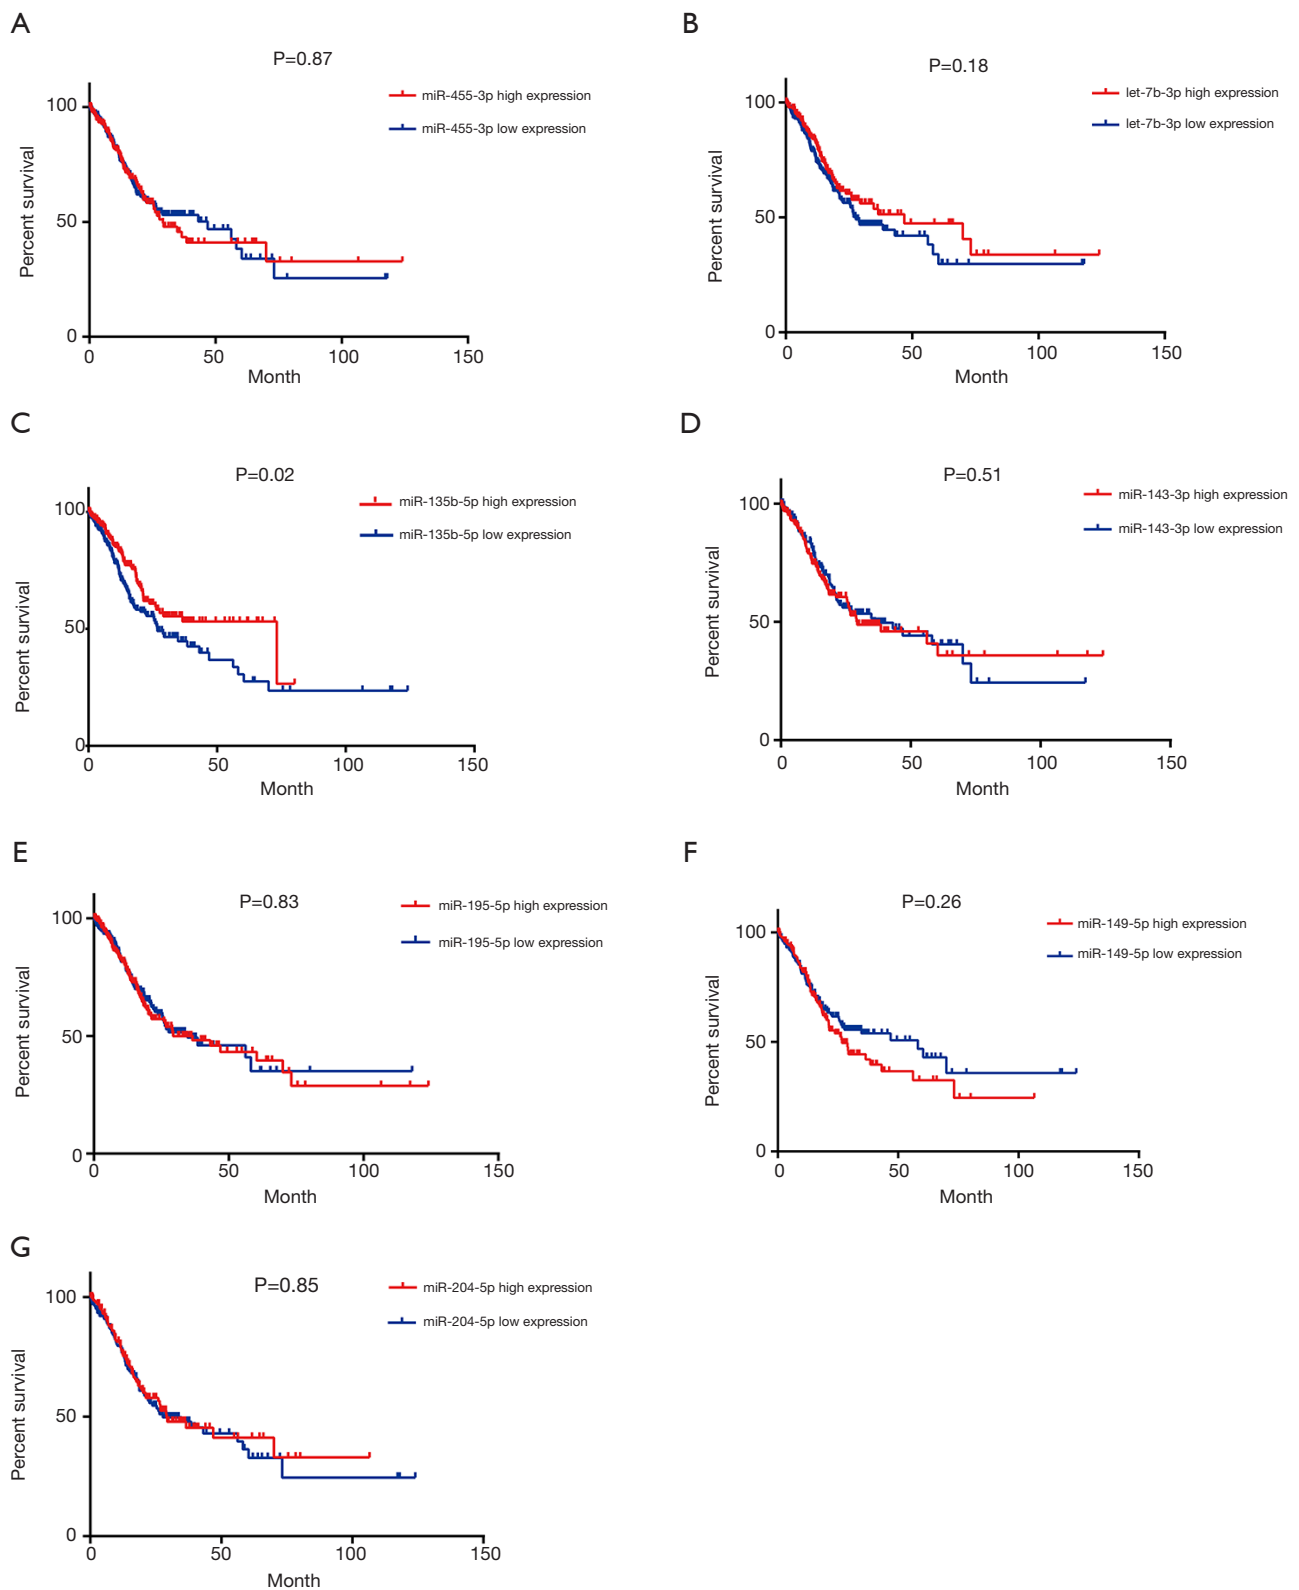 A
P=0.87
miR-455-3p high expression
miR-455-3p low expression
Percent survival
100
50
0
0 50 100 150
Month
B
P=0.18
let-7b-3p high expression
let-7b-3p low expression
Percent survival
100
50
0
0 50 100 150
Month
C
P=0.02
miR-135b-5p high expression
miR-135b-5p low expression
Percent survival
100
50
0
0 50 100 150
Month
D
P=0.51
miR-143-3p high expression
miR-143-3p low expression
Percent survival
100
50
0
0 50 100 150
Month
E
P=0.83
miR-195-5p high expression
miR-195-5p low expression
Percent survival
100
50
0
0 50 100 150
Month
F
P=0.26
miR-149-5p high expression
miR-149-5p low expression
Percent survival
100
50
0
0 50 100 150
Month
G
P=0.85
miR-204-5p high expression
miR-204-5p low expression
Percent survival
100
50
0
0 50 100 150
Month